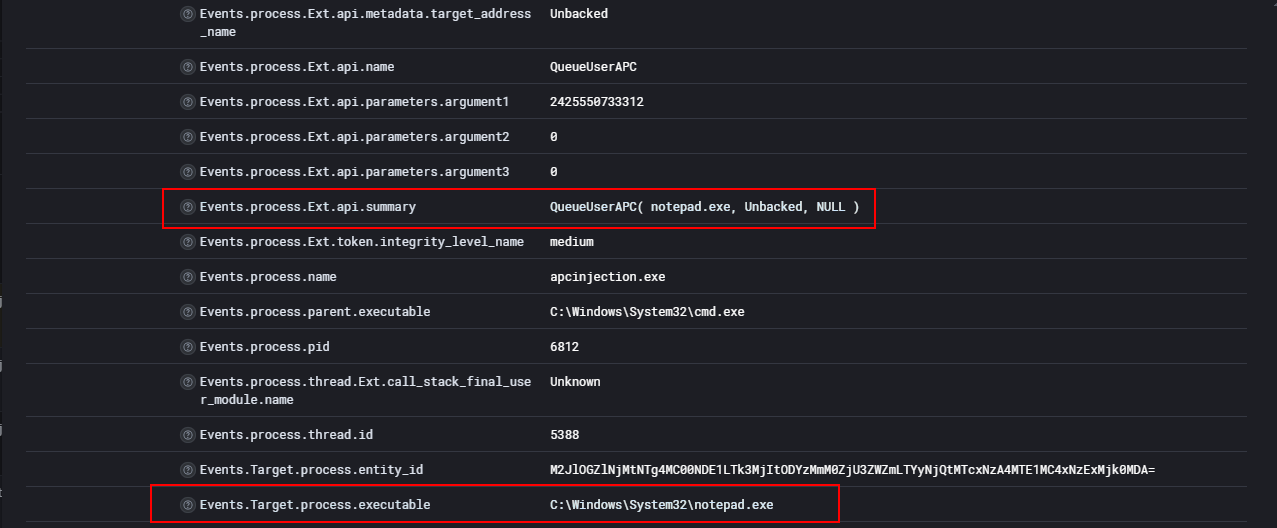 Events.process.Ext.api.metadata.target_address Unbacked
_name
Events.process.Ext.api.name QueueUserAPC
Events.process.Ext.api.parameters.argument1 2425550733312
Events.process.Ext.api.parameters.argument2 0
Events.process.Ext.api.parameters.argument3 0
Events.process.Ext.api.summary QueueUserAPC( notepad.exe, Unbacked, NULL )
Events.process.Ext.token.integrity_level_name medium
Events.process.name apcinjection.exe
Events.process.parent.executable C:\Windows\System32\cmd.exe
Events.process.pid 6812
Events.process.thread.Ext.call_stack_final_use Unknown
r_module.name
Events.process.thread.id 5388
Events.Target.process.entity_id M2JlOGZlNjMtNTg4MC00NDE1LTk3MjItODYzMmM0ZjU3ZWZmLTYyNjQtMTcxNzA4MTE1MC4xNzExMjk0MDA=
Events.Target.process.executable C:\Windows\System32\notepad.exe